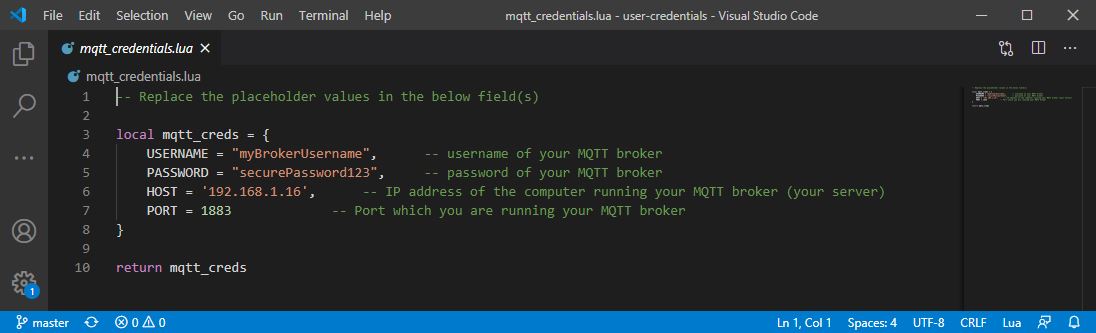 File Edit Selection View Go Run Terminal Help mqtt_credentials.lua - user-credentials - Visual Studio Code
mqtt_credentials.lua
mqtt_credentials.lua
1 -- Replace the placeholder values in the below field(s)
2
3 local mqtt_creds = {
4 USERNAME = "myBrokerUsername", -- username of your MQTT broker
5 PASSWORD = "securePassword123", -- password of your MQTT broker
6 HOST = '192.168.1.16', -- IP address of the computer running your MQTT broker (your server)
7 PORT = 1883 -- Port which you are running your MQTT broker
8 }
9
10 return mqtt_creds
1
master 0 0 Ln 1, Col 1 Spaces: 4 UTF-8 CRLF Lua